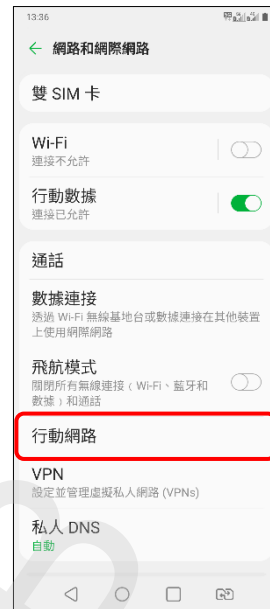 13:36
網路和網際網路
雙 SIM 卡
Wi-Fi
連接不允許
行動數據
連接已允許
通話
數據連接
透過 Wi-Fi 無線基地台或數據連接在其他裝置
上使用網際網路
飛航模式
關閉所有無線連接（Wi-Fi、藍牙和
數據）和通話
行動網路
VPN
設定並管理虛擬私人網路 (VPNs)
私人 DNS
自動